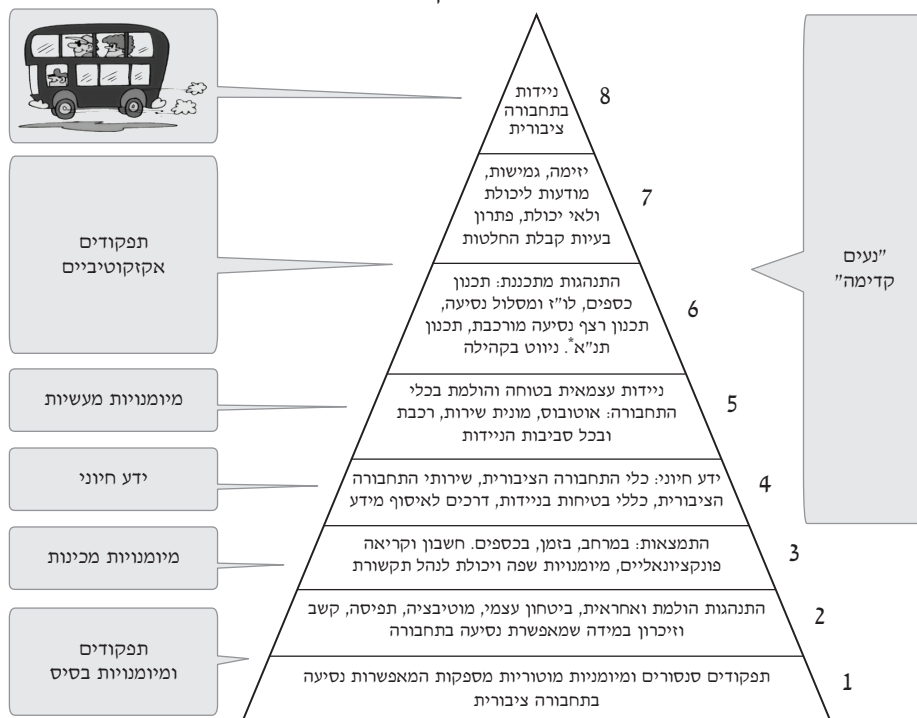 ניידות
בתחבורה
ציבורית
8
יזימה, גמישות,
מודעות ליכולת
ולאי יכולת, פתרון
בעיות קבלת החלטות
7
תפקודים
אקזקוטיביים
"נעים
קדימה"
התנהגות מתכננת: תכנון
כספים, לו"ז ומסלול נסיעה,
תכנון רצף נסיעה מורכבת, תכנון
תנ"א*. ניווט בקהילה
6
ניידות עצמאית בטוחה והולמת בכלי
התחבורה: אוטובוס, מונית שירות, רכבת
ובכל סביבות הניידות
5
מיומנויות מעשיות
ידע חיוני: כלי התחבורה הציבורית, שירותי התחבורה
הציבורית, כללי בטיחות בניידות, דרכים לאיסוף מידע
4
ידע חיוני
התמצאות: במרחב, בזמן, בכספים. חשבון וקריאה
פונקציונאליים, מיומנויות שפה ויכולת לנהל תקשורת
3
מיומנויות מכינות
התנהגות הולמת ואחראית, ביטחון עצמי, מוטיבציה, תפיסה, קשב
וזיכרון במידה שמאפשרת נסיעה בתחבורה
2
תפקודים
ומיומנויות בסיס
תפקודים סנסורים ומיומניות מוטוריות מספקות המאפשרות נסיעה
בתחבורה ציבורית
1